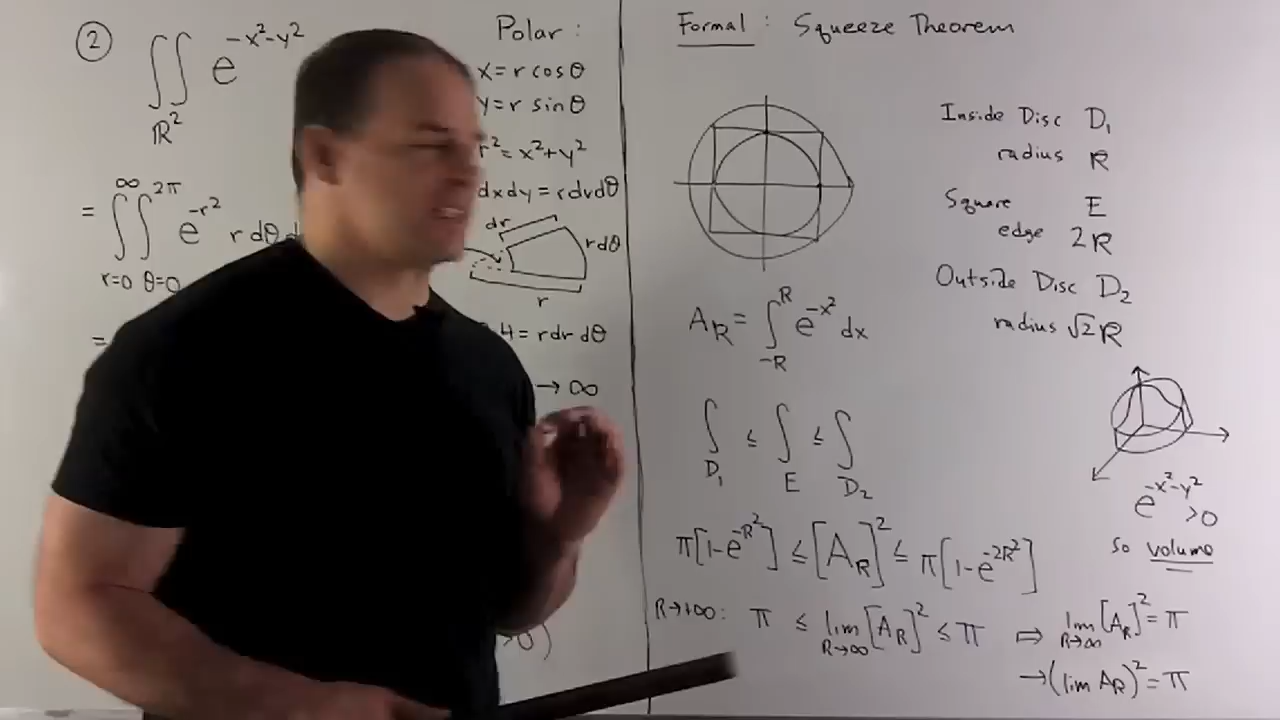 ② ∫∫ e^{-x²-y²}
ℝ²
= ∫∫ e^{-r²} r dθ
∞ 2π
r=0 θ=0
=
Polar :
x = r cos θ
y = r sin θ
r² = x² + y²
dxdy = r dr dθ
dr
r dθ
r
= r dr dθ
→ ∞
Formal : Squeeze Theorem
Inside Disc D₁
radius R
Square E
edge 2R
Outside Disc D₂
radius √2 R
A_R = ∫_{-R}^{R} e^{-x²} dx
∫_{D₁} ≤ ∫_E ≤ ∫_{D₂}
e^{-x²-y²} > 0
so volume
π[1-e^{-R²}] ≤ [A_R]² ≤ π[1-e^{-2R²}]
R→+∞: π ≤ lim_{R→∞} [A_R]² ≤ π ⇒ lim_{R→∞} [A_R]² = π
→ (lim A_R)² = π